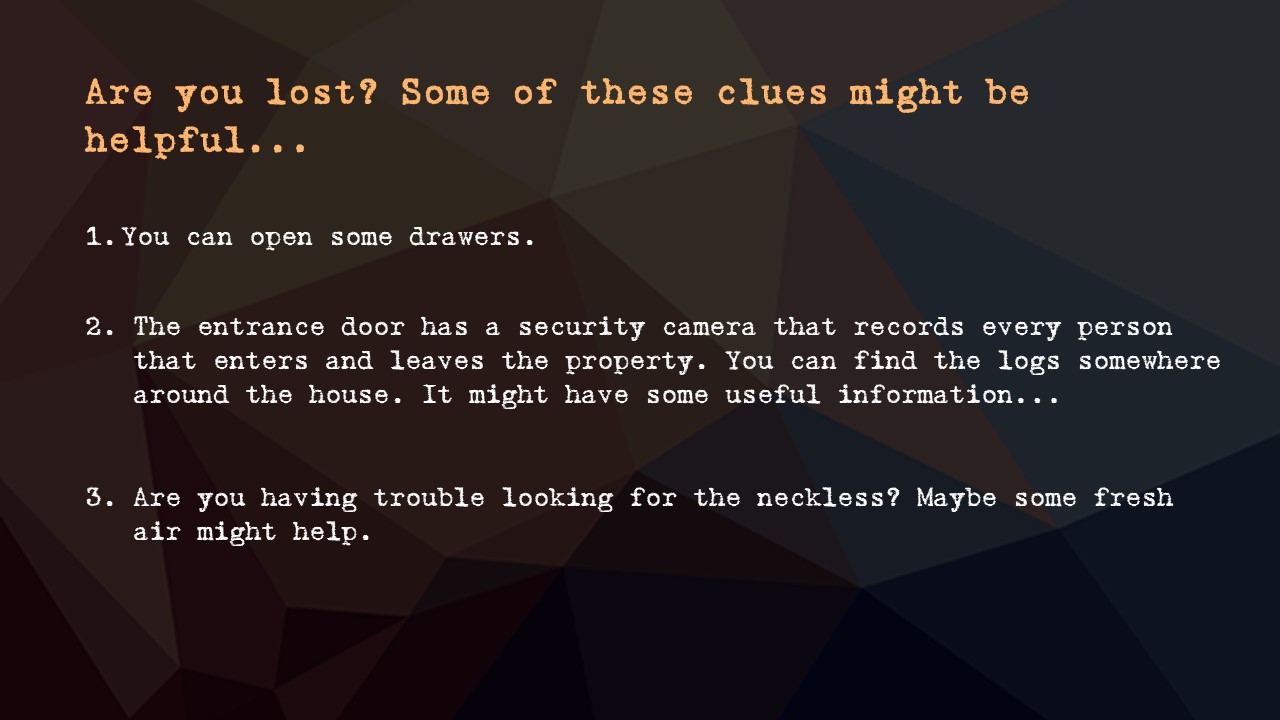 Are you lost? Some of these clues might be
helpful...
1.You can open some drawers.
2. The entrance door has a security camera that records every person
that enters and leaves the property. You can find the logs somewhere
around the house. It might have some useful information...
3. Are you having trouble looking for the neckless? Maybe some fresh
air might help.